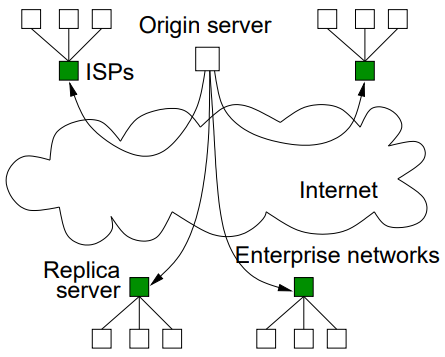 Origin server
ISPs
Internet
Enterprise networks
Replica
server